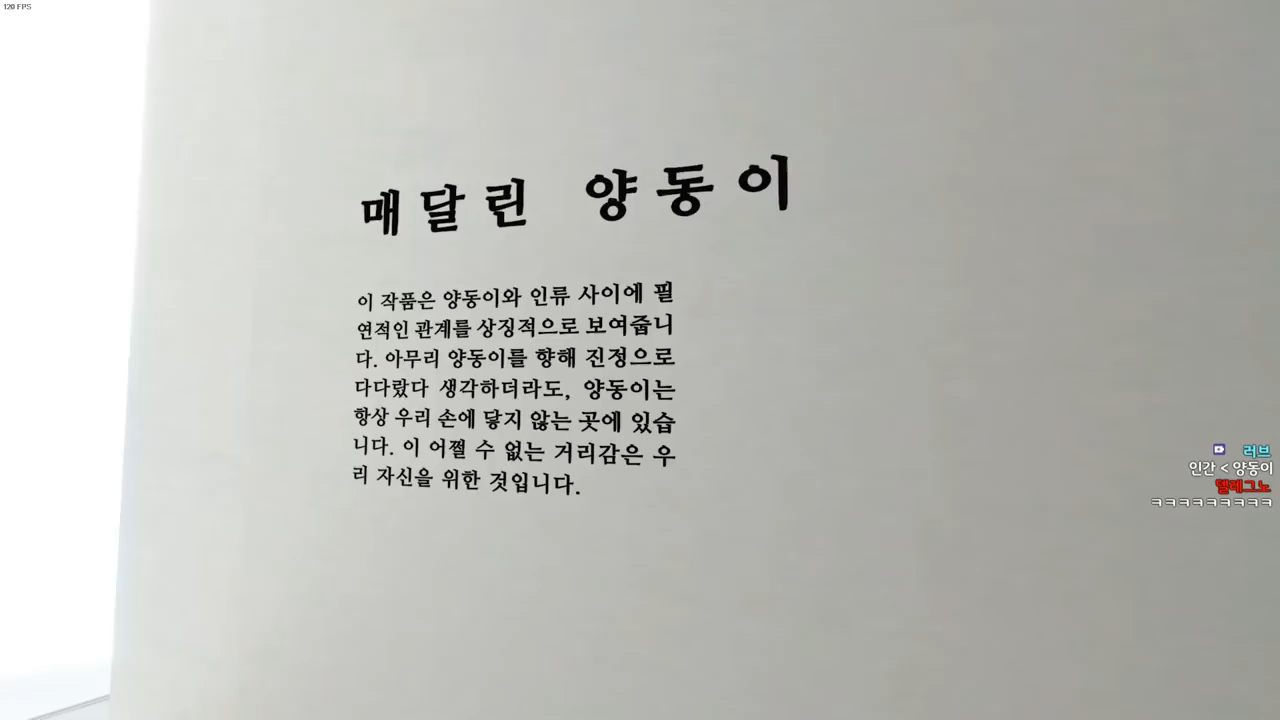 120 FPS
매달린 양동이
이 작품은 양동이와 인류 사이에 필
연적인 관계를 상징적으로 보여줍니
다. 아무리 양동이를 향해 진정으로
다다랐다 생각하더라도, 양동이는
항상 우리 손에 닿지 않는 곳에 있습
니다. 이 어쩔 수 없는 거리감은 우
리 자신을 위한 것입니다.
러브
인간 < 양동이
델레그노
ㅋㅋㅋㅋㅋㅋㅋㅋㅋ